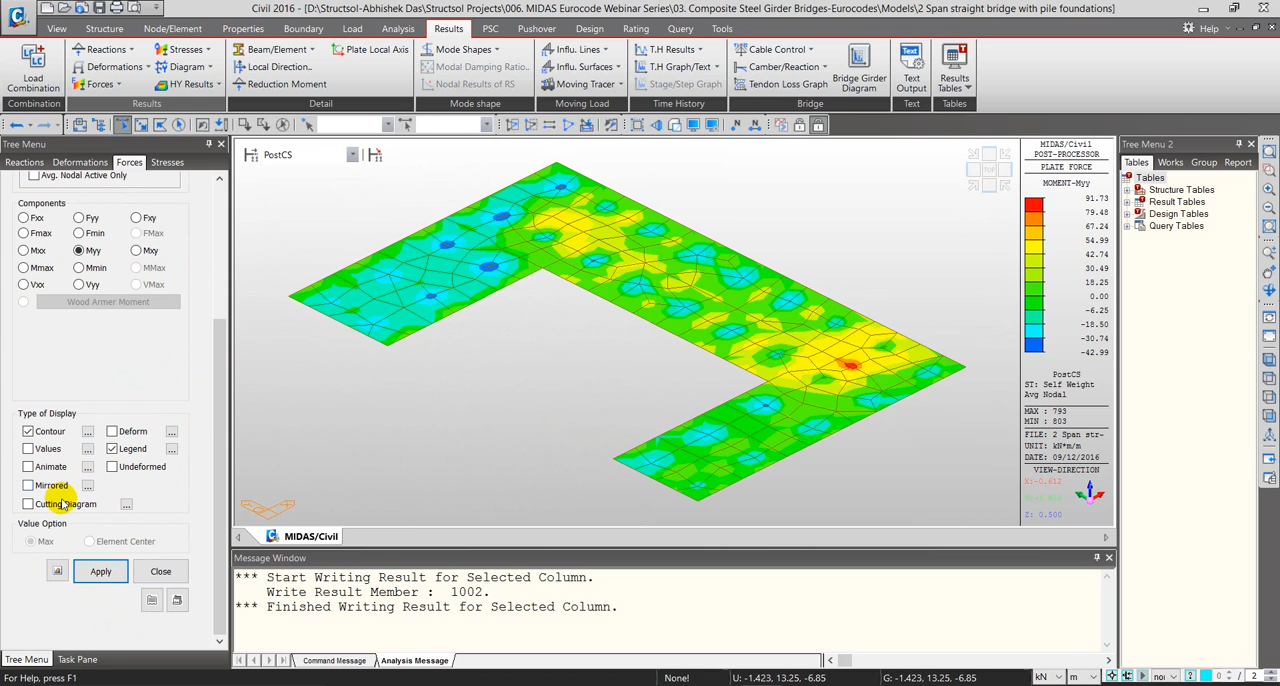 Civil 2016 - [D:\Structsol-Abhishek Das\Structsol Projects\006. MIDAS Eurocode Webinar Series\03. Composite Steel Girder Bridges-Eurocodes\Models\2 Span straight bridge with pile foundations]
View Structure Node/Element Properties Boundary Load Analysis Results PSC Pushover Design Rating Query Tools Help
Load Combination
Reactions Stresses
Deformations Diagram
Forces HY Results
Beam/Element Plate Local Axis
Local Direction..
Reduction Moment
Mode Shapes
Modal Damping Ratio..
Nodal Results of RS
Influ. Lines
Influ. Surfaces
Moving Tracer
T.H Results
T.H Graph/Text
Stage/Step Graph
Cable Control
Camber/Reaction
Tendon Loss Graph
Bridge Girder Diagram
Text Output
Results Tables
Combination Results Detail Mode shape Moving Load Time History Bridge Text Tables
Tree Menu
Reactions Deformations Forces Stresses
Avg. Nodal Active Only
Components
Fxx Fyy Fxy
Fmax Fmin FMax
Mxx Myy Mxy
Mmax Mmin MMax
Vxx Vyy VMax
Wood Armer Moment
Type of Display
Contour ... Deform ...
Values ... Legend ...
Animate ... Undeformed
Mirrored ...
Cutting Diagram ...
Value Option
Max Element Center
Apply Close
Tree Menu Task Pane
PostCS
TOP
MIDAS/Civil
POST-PROCESSOR
PLATE FORCE
MOMENT-Myy
91.73
79.48
67.24
54.99
42.74
30.49
18.25
0.00
-6.25
-18.50
-30.74
-42.99
PostCS
ST: Self Weight
Avg Nodal
MAX : 793
MIN : 803
FILE: 2 Span str~
UNIT: kN*m/m
DATE: 09/12/2016
VIEW-DIRECTION
X:-0.612
Z: 0.500
MIDAS/Civil
Message Window
*** Start Writing Result for Selected Column.
Write Result Member : 1002.
*** Finished Writing Result for Selected Column.
Command Message Analysis Message
Tree Menu 2
Tables Works Group Report
Tables
Structure Tables
Result Tables
Design Tables
Query Tables
For Help, press F1
None! U: -1.423, 13.25, -6.85 G: -1.423, 13.25, -6.85 kN m nor 0 / 2